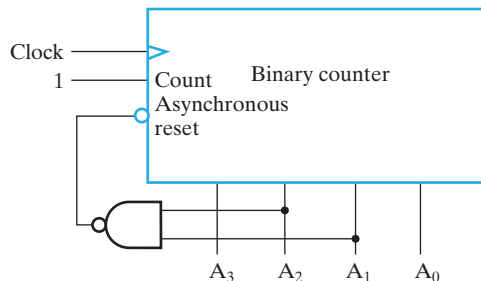 Clock
1
Count
Binary counter
Asynchronous
reset
A3 A2 A1 A0